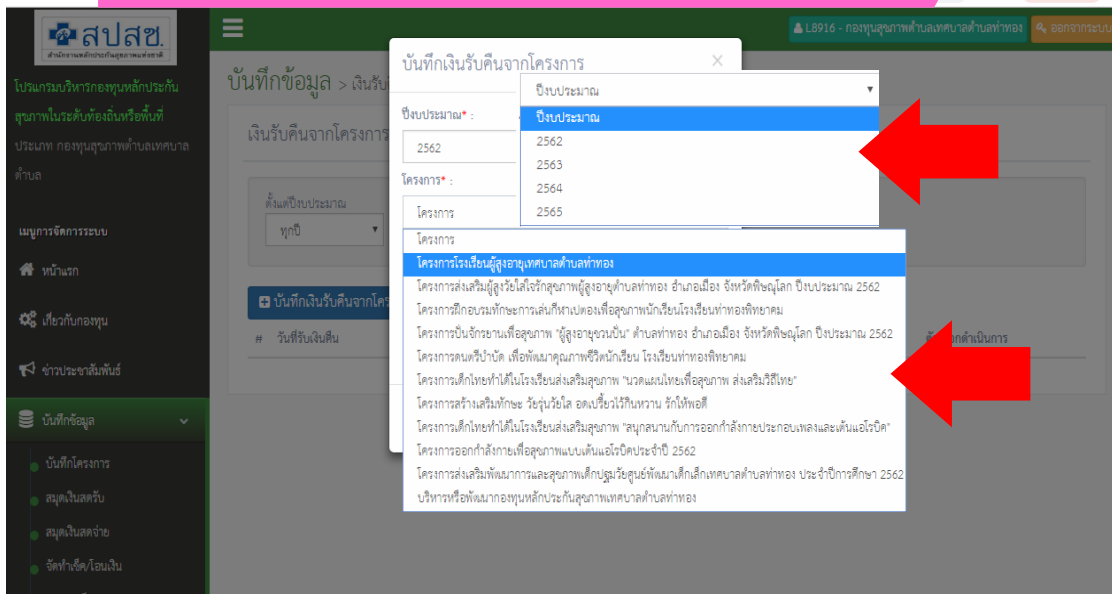 สปสช.
สำนักงานหลักประกันสุขภาพแห่งชาติ
L8916 - กองทุนสุขภาพตำบลเทศบาลตำบลท่าทอง
ออกจากระบบ
โปรแกรมบริหารกองทุนหลักประกัน
สุขภาพในระดับท้องถิ่นหรือพื้นที่
ประเภท กองทุนสุขภาพตำบลเทศบาล
ตำบล
เมนูการจัดการระบบ
หน้าแรก
เกี่ยวกับกองทุน
ข่าวประชาสัมพันธ์
บันทึกข้อมูล
บันทึกโครงการ
สมุดเงินสดรับ
สมุดเงินสดจ่าย
จัดทำเช็ค/โอนเงิน
บันทึกข้อมูล > เงินรับ
เงินรับคืนจากโครงการ
ตั้งแต่ปีงบประมาณ
ทุกปี
บันทึกเงินรับคืนจากโคร
# วันที่รับเงินคืน
กดำเนินการ
บันทึกเงินรับคืนจากโครงการ ×
ปีงบประมาณ* :
2562
โครงการ* :
โครงการ
ปีงบประมาณ
ปีงบประมาณ
2562
2563
2564
2565
โครงการ
โครงการโรงเรียนผู้สูงอายุเทศบาลตำบลท่าทอง
โครงการส่งเสริมผู้สูงวัยใส่ใจรักสุขภาพผู้สูงอายุตำบลท่าทอง อำเภอเมือง จังหวัดพิษณุโลก ปีงบประมาณ 2562
โครงการฝึกอบรมทักษะการเล่นกีฬาเปตองเพื่อสุขภาพนักเรียนโรงเรียนท่าทองพิทยาคม
โครงการปั่นจักรยานเพื่อสุขภาพ "ผู้สูงอายุชวนปั่น" ตำบลท่าทอง อำเภอเมือง จังหวัดพิษณุโลก ปีงบประมาณ 2562
โครงการดนตรีบำบัด เพื่อพัฒนาคุณภาพชีวิตนักเรียน โรงเรียนท่าทองพิทยาคม
โครงการเด็กไทยทำได้ในโรงเรียนส่งเสริมสุขภาพ "นวดแผนไทยเพื่อสุขภาพ ส่งเสริมวิถีไทย"
โครงการสร้างเสริมทักษะ วัยรุ่นวัยใส อดเปรี้ยวไว้กินหวาน รักให้พอดี
โครงการเด็กไทยทำได้ในโรงเรียนส่งเสริมสุขภาพ "สนุกสนานกับการออกกำลังกายประกอบเพลงและเต้นแอโรบิค"
โครงการออกกำลังกายเพื่อสุขภาพแบบเต้นแอโรบิคประจำปี 2562
โครงการส่งเสริมพัฒนาการและสุขภาพเด็กปฐมวัยศูนย์พัฒนาเด็กเล็กเทศบาลตำบลท่าทอง ประจำปีการศึกษา 2562
บริหารหรือพัฒนากองทุนหลักประกันสุขภาพเทศบาลตำบลท่าทอง